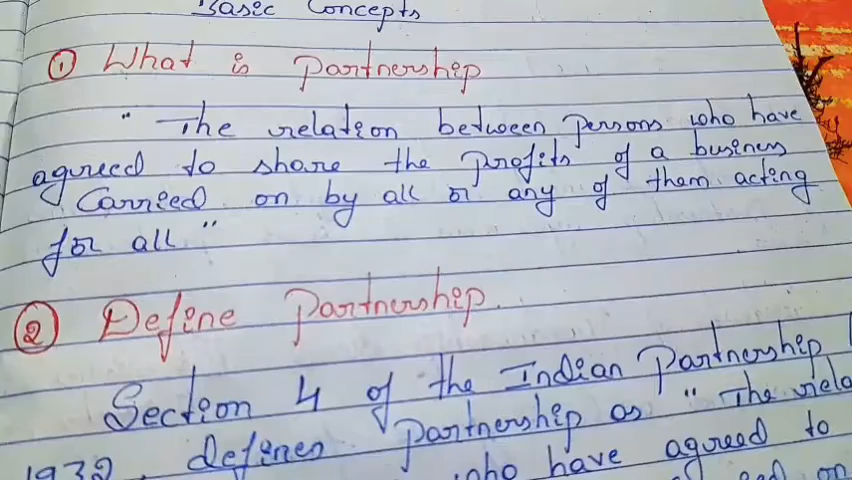 Basic Concepts
① What is Partnership
" The relation between Persons who have
agreed to share the profits of a business
Carried on by all or any of them acting
for all "
② Define Partnership.
Section 4 of the Indian Partnership
1932, defines Partnership as " The rela
who have agreed to
on